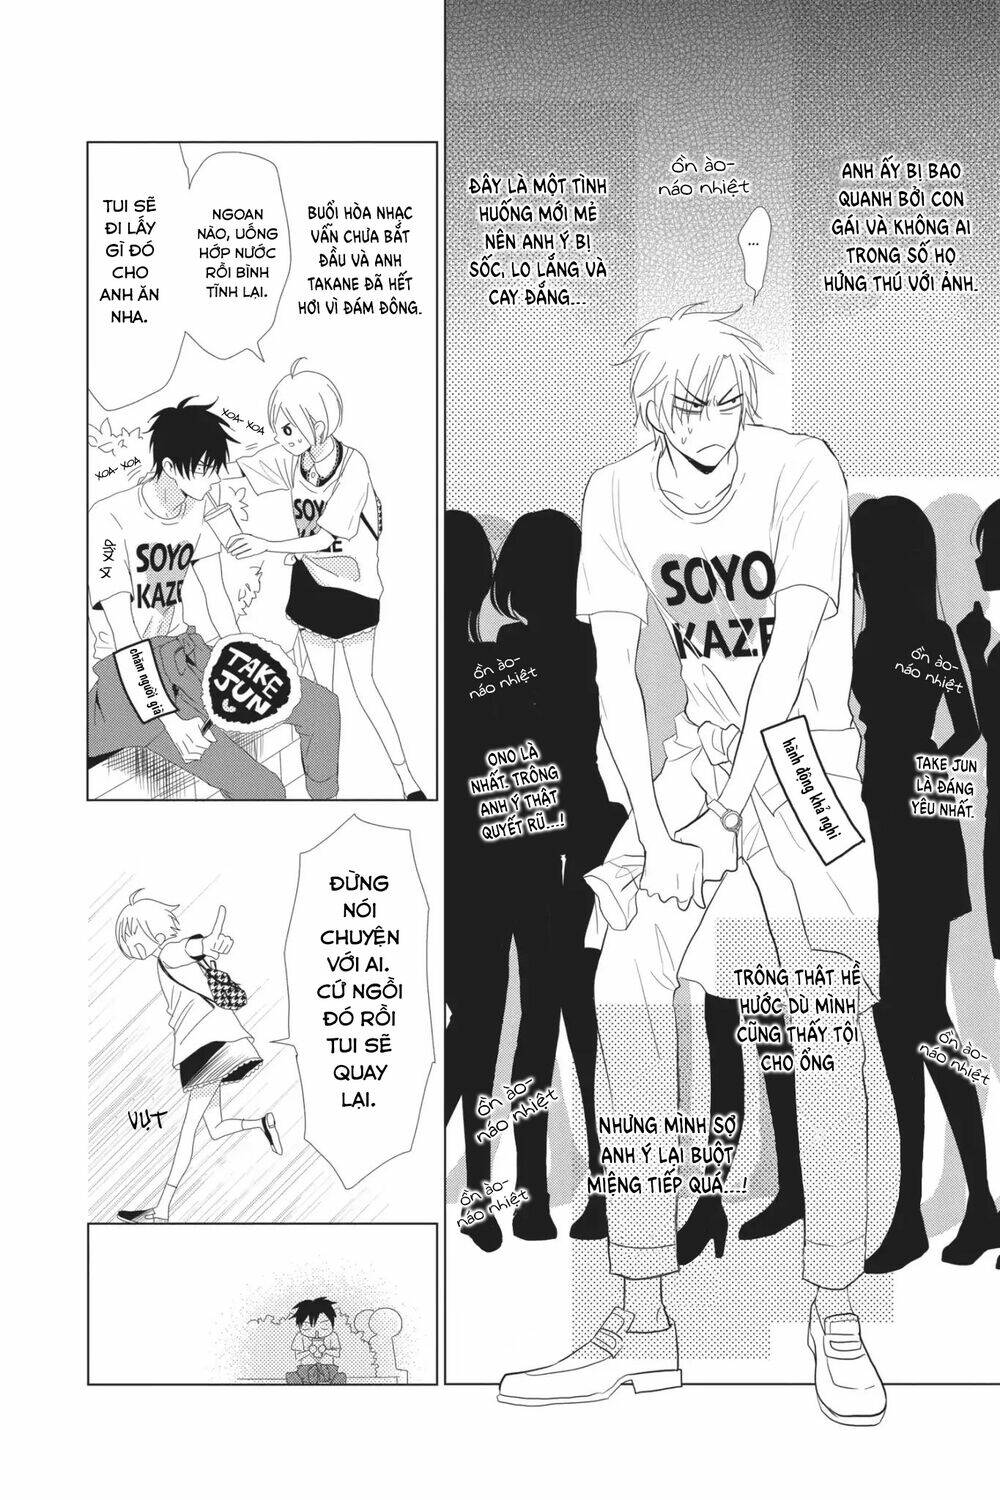 ANH ẤY BỊ BAO
QUANH BỞI CON
GÁI VÀ KHÔNG AI
TRONG SỐ HỌ
HỨNG THÚ VỚI ẢNH.
ồn ào-
náo nhiệt
...
ĐÂY LÀ MỘT TÌNH
HUỐNG MỚI MẺ
NÊN ANH Ý BỊ
SỐC, LO LẮNG VÀ
CAY ĐẮNG...
SOYO
KAZE
ồn ào-
náo nhiệt
ồn ào-
náo nhiệt
TAKE JUN
LÀ ĐÁNG
YÊU NHẤT.
hành động khả nghi
ONO LÀ
NHẤT. TRÔNG
ANH Ý THẬT
QUYẾT RŨ...!
TRÔNG THẬT HỀ
HƯỚC DÙ MÌNH
CŨNG THẤY TỘI
CHO ỔNG
ồn ào-
náo nhiệt
ồn ào-
náo nhiệt
NHƯNG MÌNH SỢ
ANH Ý LẠI BUỘT
MIỆNG TIẾP QUÁ...!
ồn ào-
náo nhiệt
BUỔI HÒA NHẠC
VẪN CHƯA BẮT
ĐẦU VÀ ANH
TAKANE ĐÃ HẾT
HƠI VÌ ĐÁM ĐÔNG.
NGOAN
NÀO, UỐNG
HỚP NƯỚC
RỒI BÌNH
TĨNH LẠI.
TUI SẼ
ĐI LẤY
GÌ ĐÓ
CHO
ANH ĂN
NHA.
XOA- XOA
XOA- XOA
SOY
KAZE
XÌ XỤP
SOYO
KAZE
chăm người già
TAKE
JUN
ĐỪNG
NÓI
CHUYỆN
VỚI AI.
CỨ NGỒI
ĐÓ RỒI
TUI SẼ
QUAY
LẠI.
VỤT